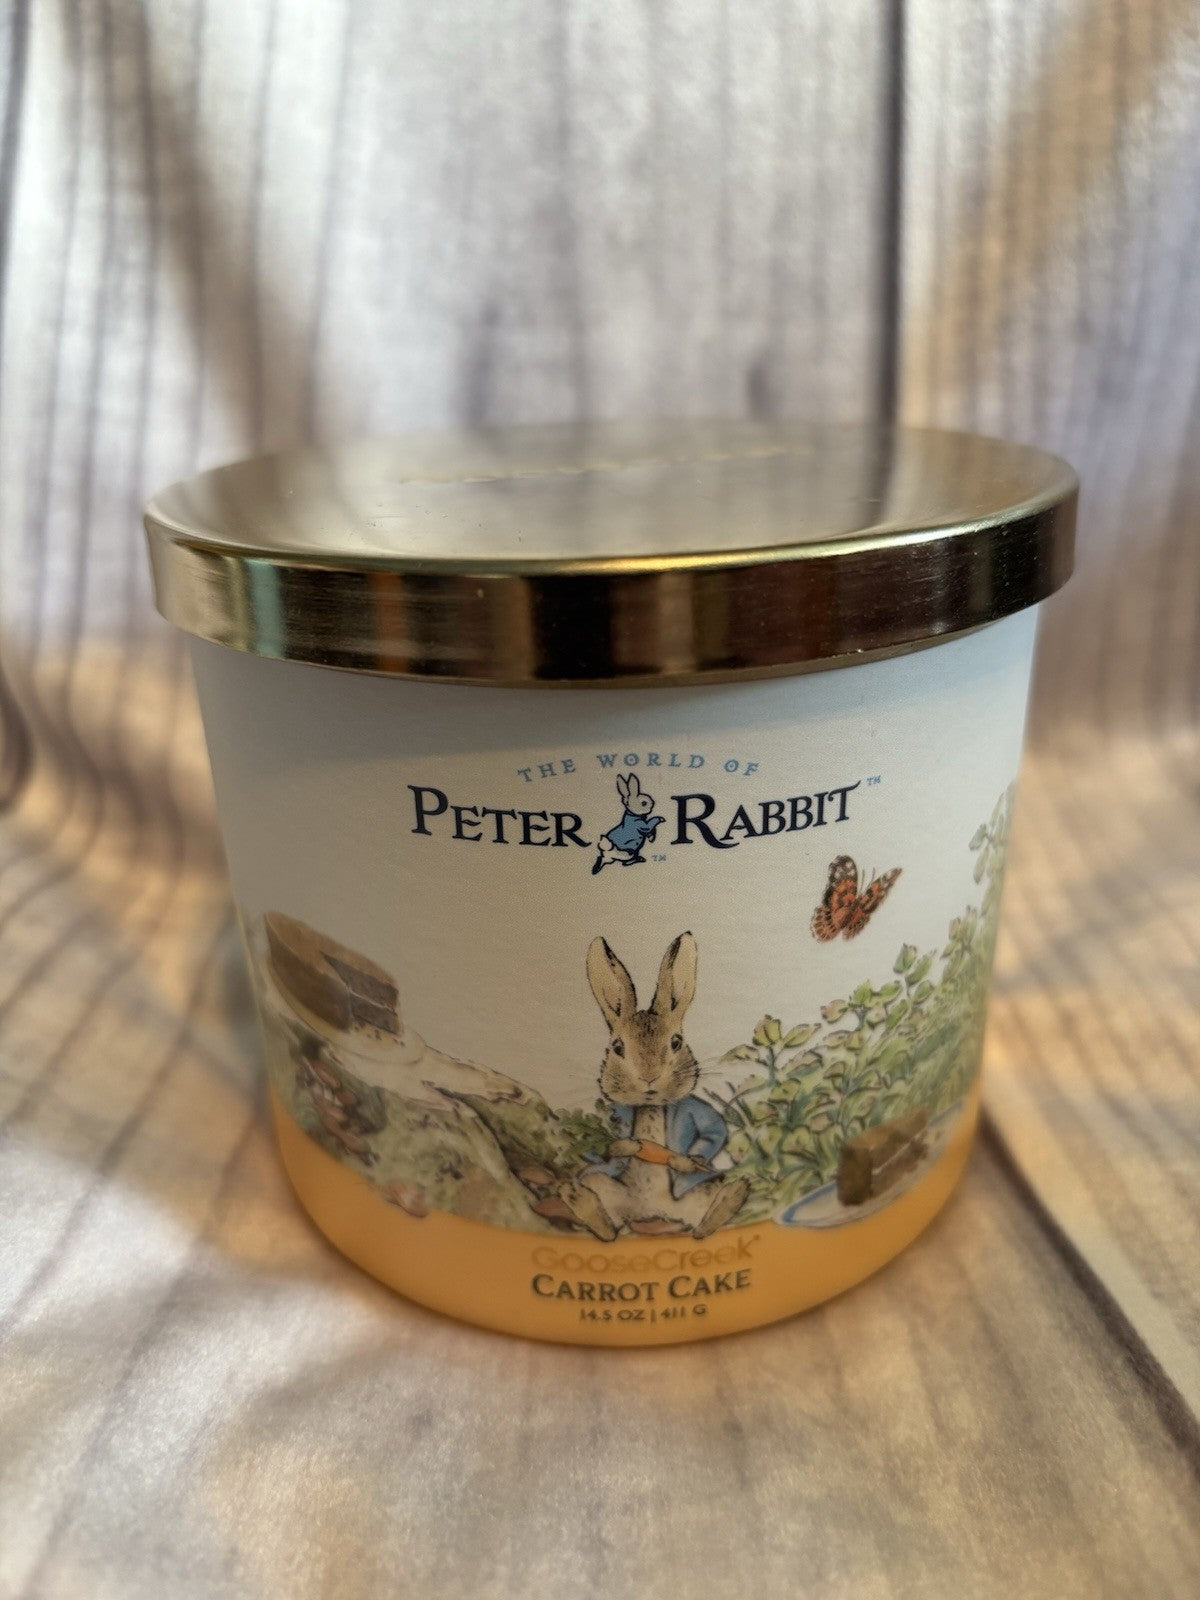 THE WORLD OF
PETER RABBIT™
™
GooseCreek®
CARROT CAKE
14.5 OZ | 411 G